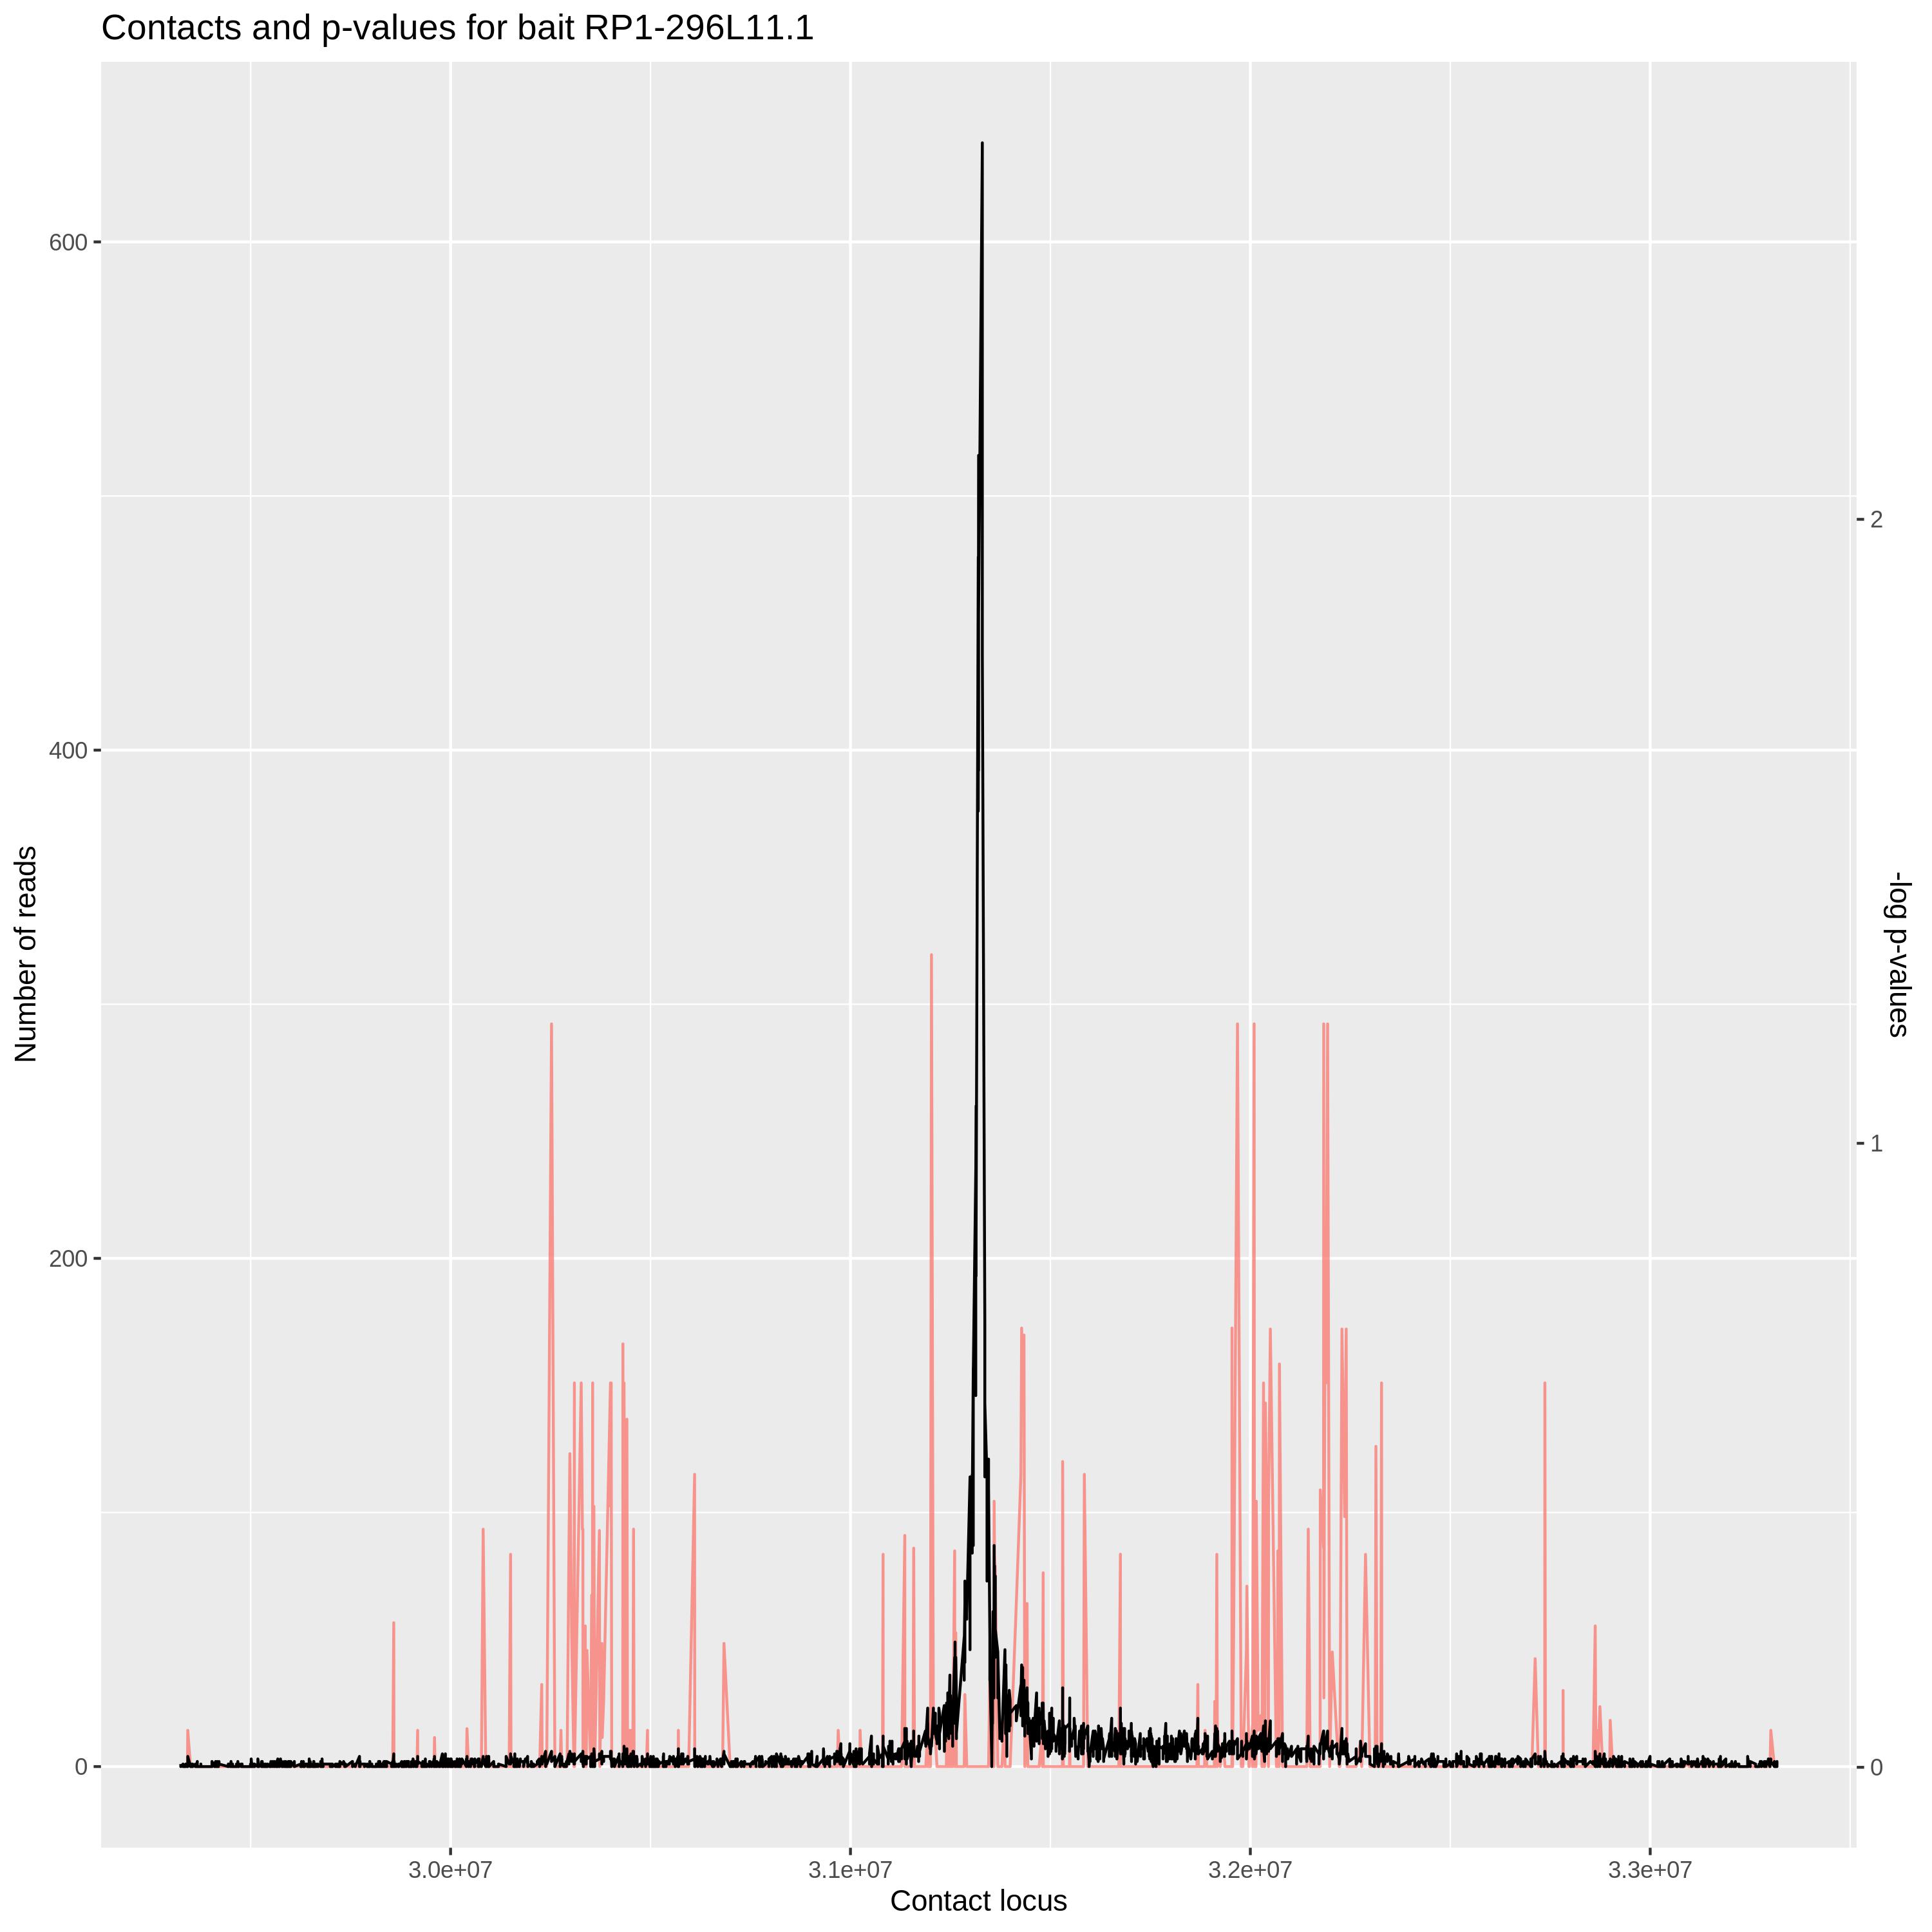 Contacts and p-values for bait RP1-296L11.1
600
400
200
0
Number of reads
2
1
0
-log p-values
3.0e+07
3.1e+07
3.2e+07
3.3e+07
Contact locus